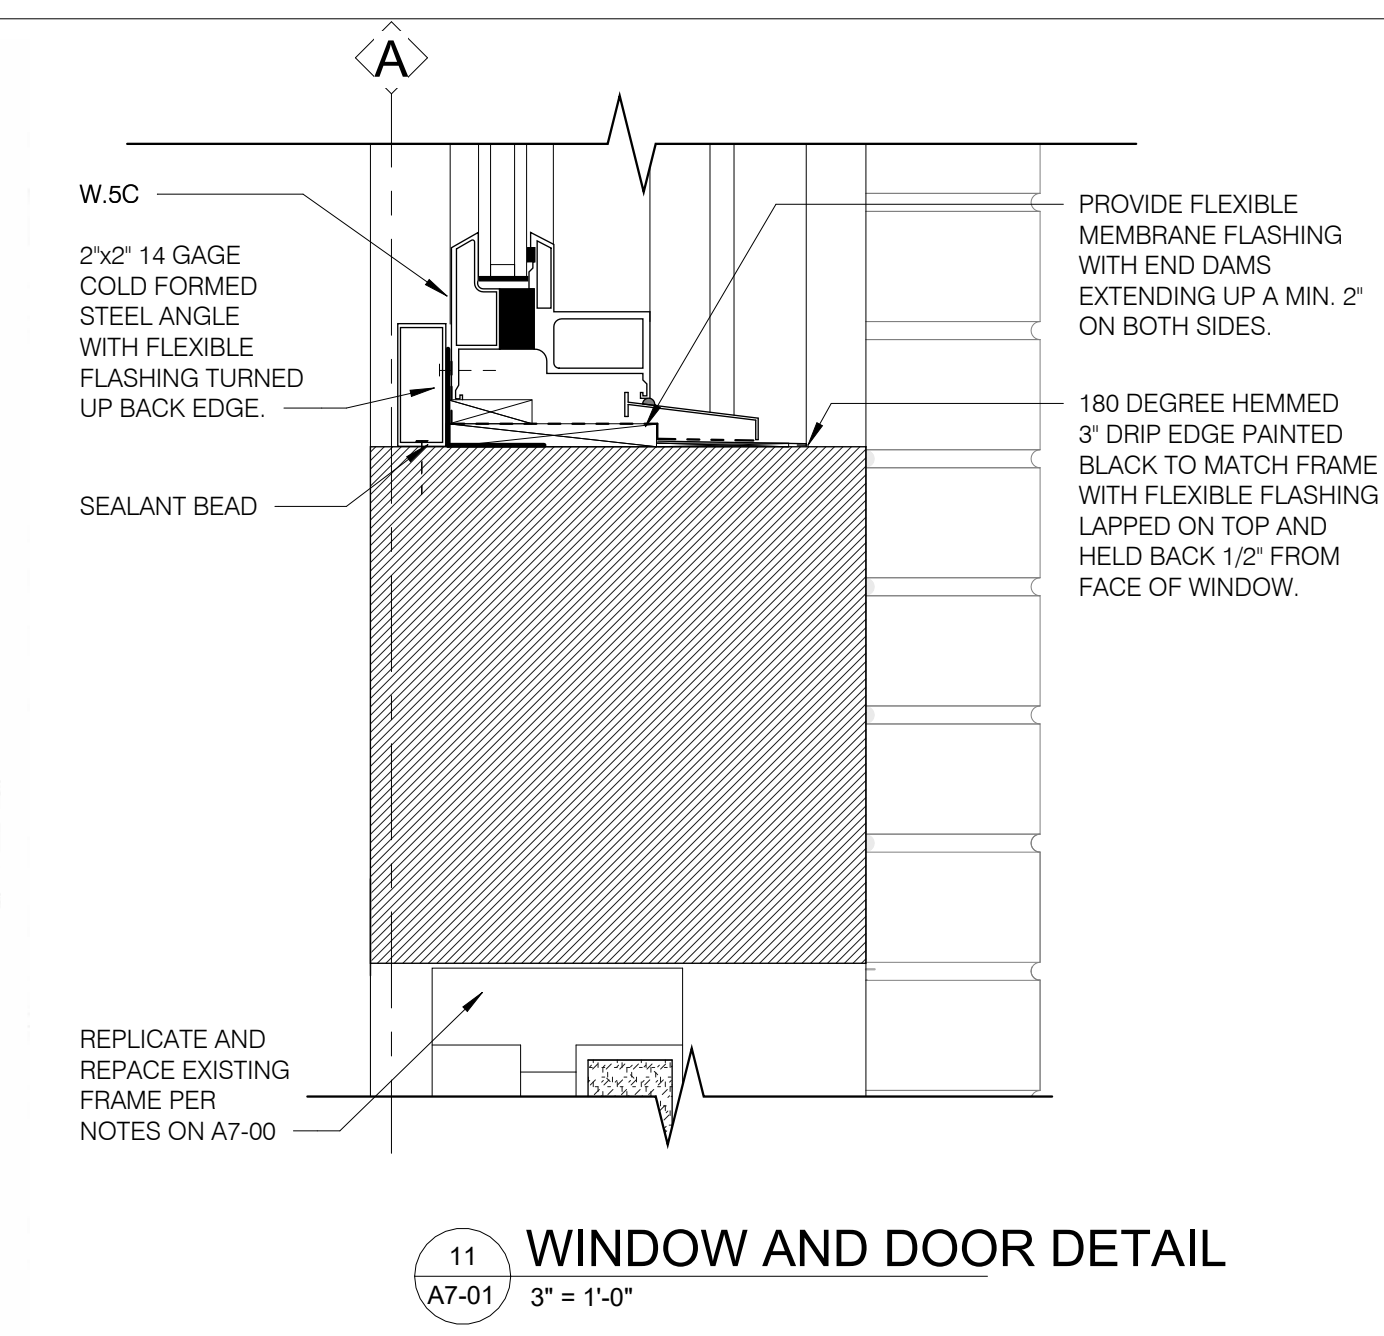 A
W.5C
2"x2" 14 GAGE
COLD FORMED
STEEL ANGLE
WITH FLEXIBLE
FLASHING TURNED
UP BACK EDGE.
SEALANT BEAD
REPLICATE AND
REPACE EXISTING
FRAME PER
NOTES ON A7-00
PROVIDE FLEXIBLE
MEMBRANE FLASHING
WITH END DAMS
EXTENDING UP A MIN. 2"
ON BOTH SIDES.
180 DEGREE HEMMED
3" DRIP EDGE PAINTED
BLACK TO MATCH FRAME
WITH FLEXIBLE FLASHING
LAPPED ON TOP AND
HELD BACK 1/2" FROM
FACE OF WINDOW.
11
A7-01
WINDOW AND DOOR DETAIL
3" = 1'-0"